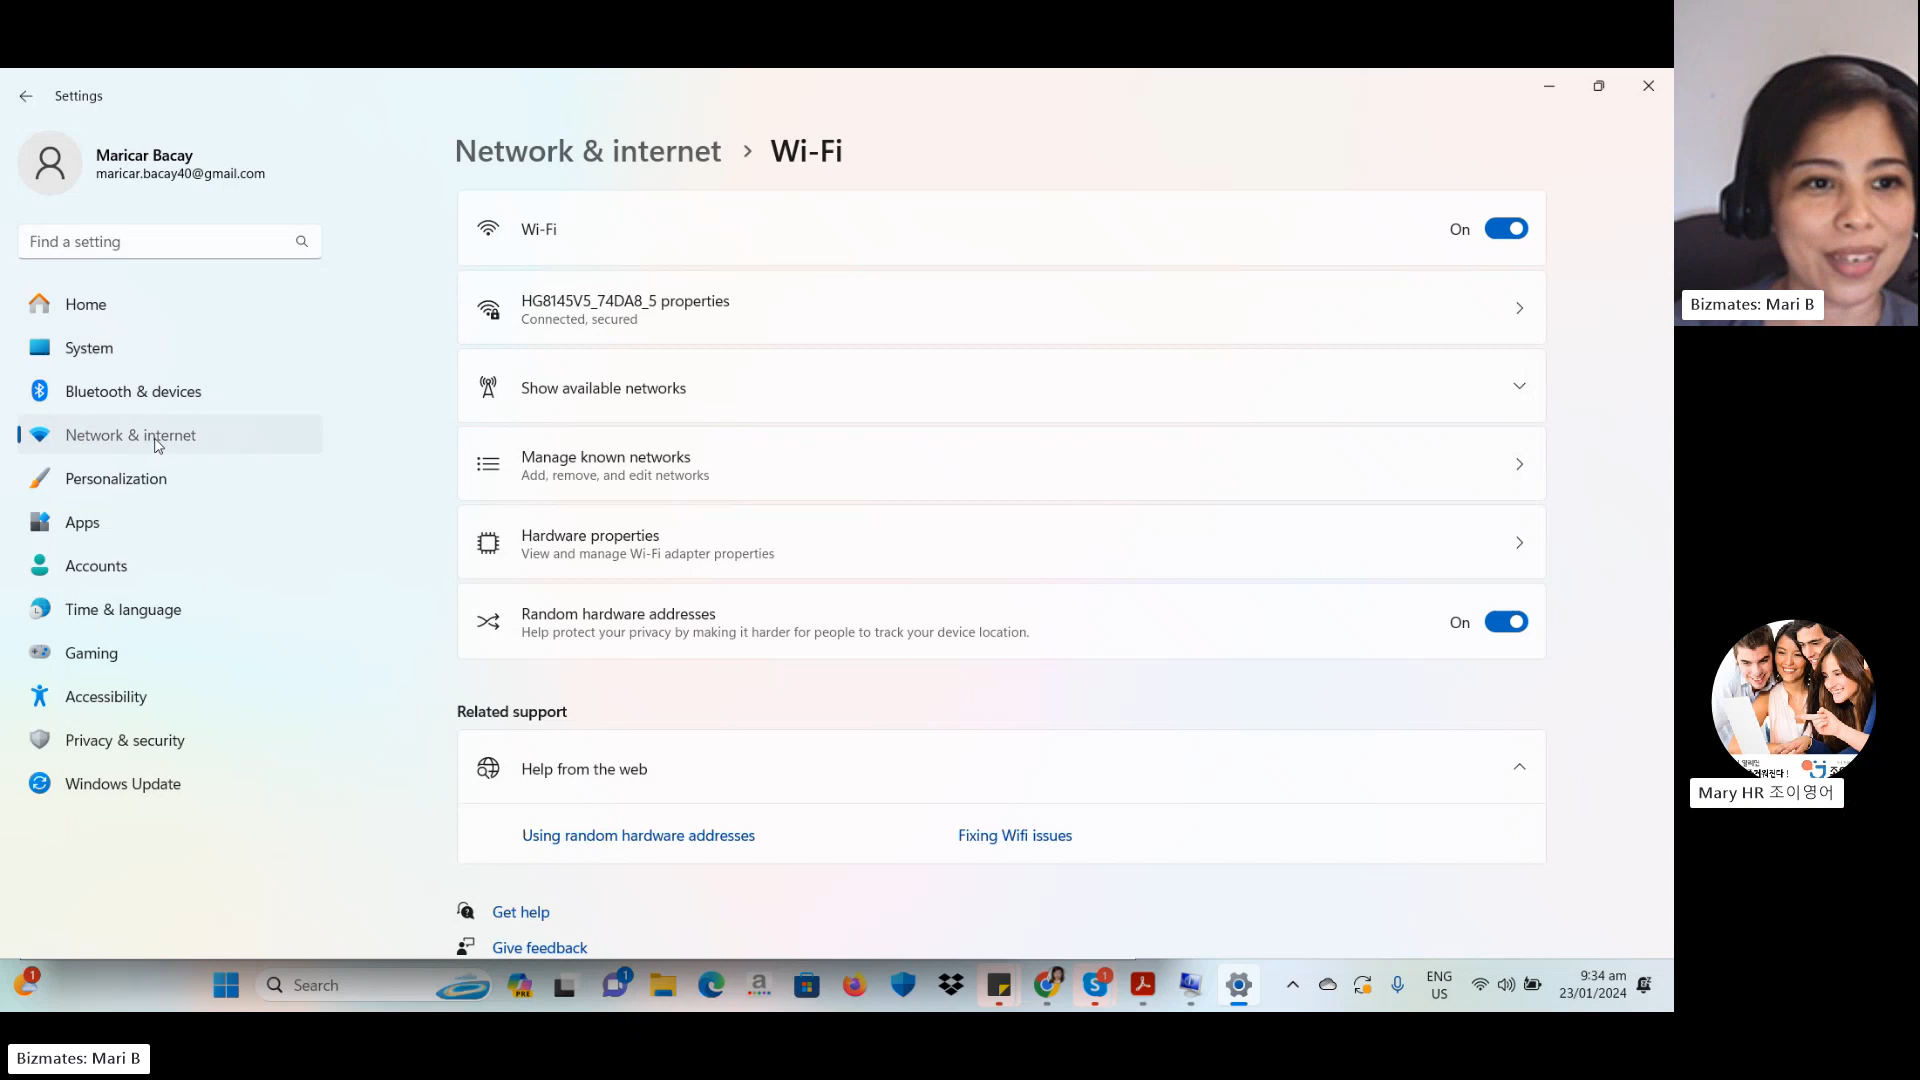 Settings
Maricar Bacay
maricar.bacay40@gmail.com
Find a setting
Home
System
Bluetooth & devices
Network & internet
Personalization
Apps
Accounts
Time & language
Gaming
Accessibility
Privacy & security
Windows Update
Network & internet > Wi-Fi
Wi-Fi
On
HG8145V5_74DA8_5 properties
Connected, secured
Show available networks
Manage known networks
Add, remove, and edit networks
Hardware properties
View and manage Wi-Fi adapter properties
Random hardware addresses
Help protect your privacy by making it harder for people to track your device location.
On
Related support
Help from the web
Using random hardware addresses
Fixing Wifi issues
Get help
Give feedback
1
Search
PRE
1
a
1
ENG
US
9:34 am
23/01/2024
Bizmates: Mari B
Mary HR 조이영어
Bizmates: Mari B